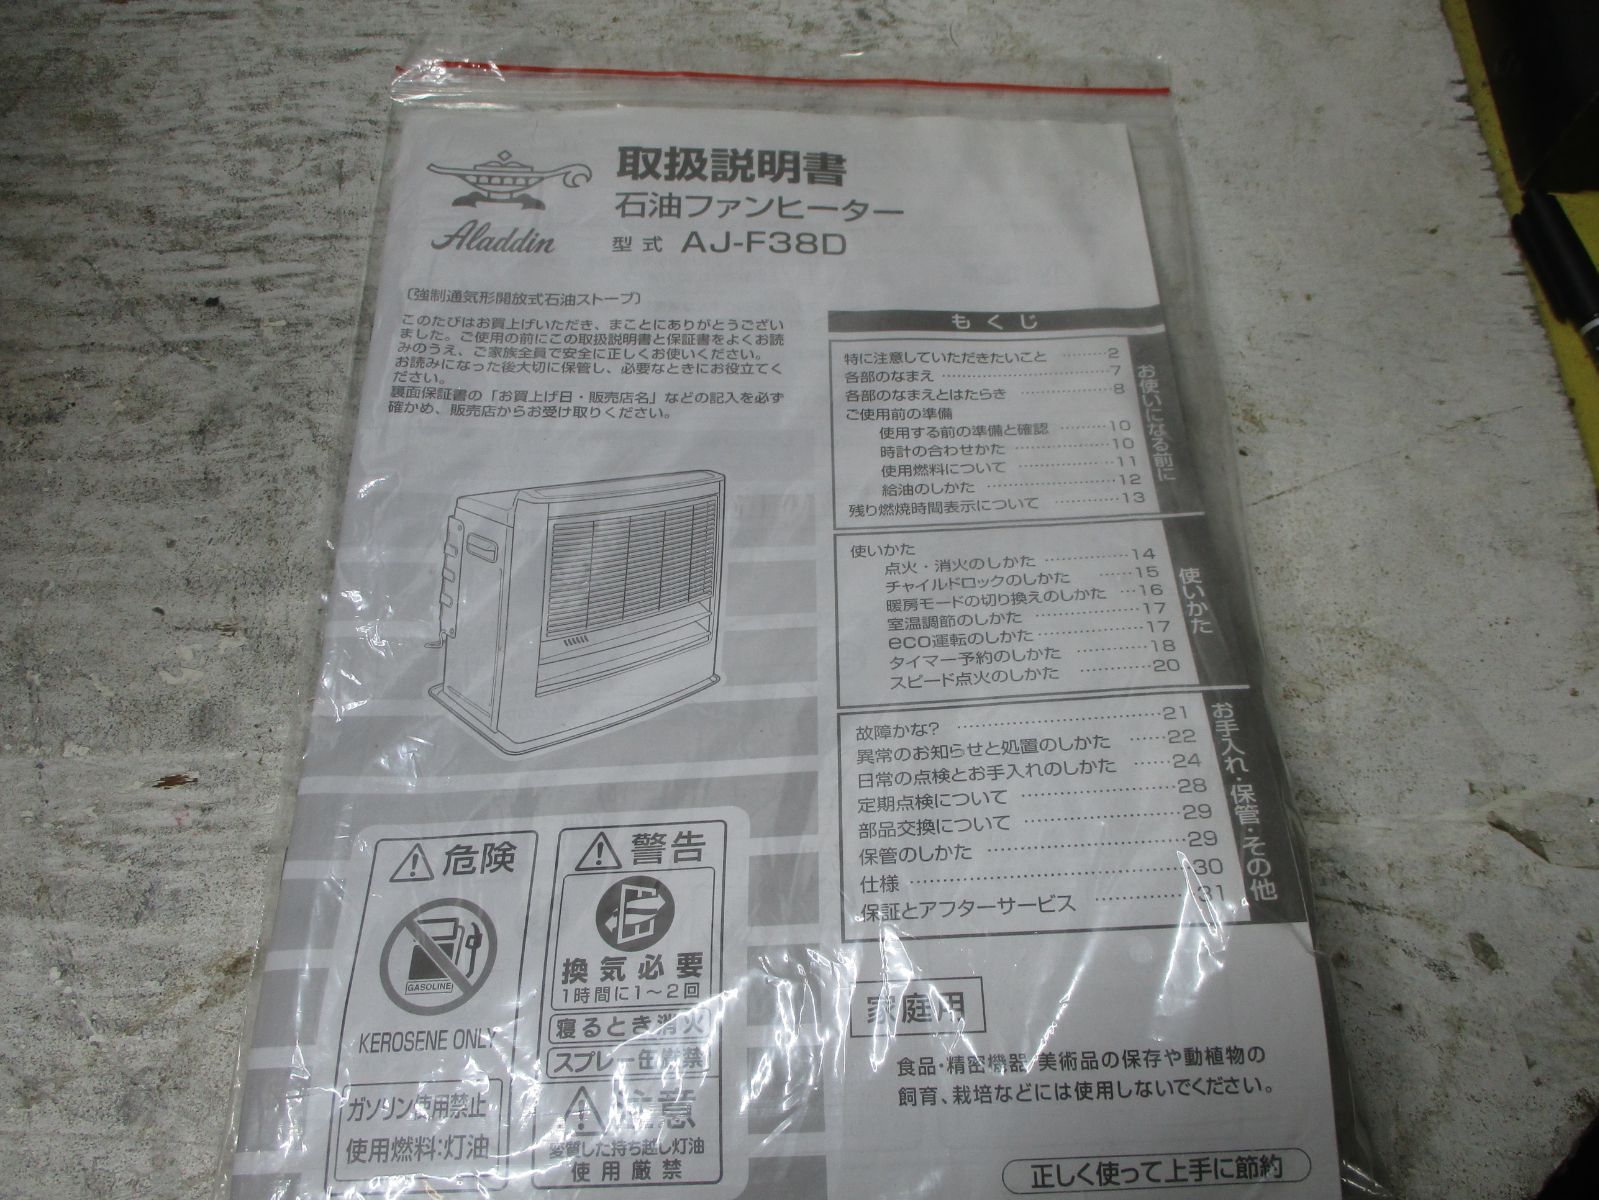 取扱説明書
石油ファンヒーター
Aladdin
型式 AJ-F38D
〔強制通気形開放式石油ストーブ〕
このたびはお買上げいただき、まことにありがとうござい
ました。ご使用の前にこの取扱説明書と保証書をよくお読
みのうえ、ご家族全員で安全に正しくお使いください。
お読みになった後大切に保管し、必要なときにお役立てく
ださい。
裏面保証書の「お買上げ日・販売店名」などの記入を必ず
確かめ、販売店からお受け取りください。
もくじ
特に注意していただきたいこと ………2
各部のなまえ ………7
各部のなまえとはたらき ………8
ご使用前の準備
使用する前の準備と確認 ………10
時計の合わせかた ………10
使用燃料について ………11
給油のしかた ………12
残り燃焼時間表示について ………13
お使いになる前に
使いかた
点火・消火のしかた ………14
チャイルドロックのしかた ………15
暖房モードの切り換えのしかた …16
室温調節のしかた ………17
eco運転のしかた ………17
タイマー予約のしかた ………18
スピード点火のしかた ………20
使いかた
故障かな? ………21
異常のお知らせと処置のしかた ……22
日常の点検とお手入れのしかた ……24
定期点検について ………28
部品交換について ………29
保管のしかた ………29
仕様 ………30
保証とアフターサービス ………31
お手入れ・保管・その他
危険
GASOLINE
KEROSENE ONLY
ガソリン使用禁止
使用燃料:灯油
警告
換気必要
1時間に1～2回
寝るとき消火
スプレー缶厳禁
注意
変質した持ち越し灯油
使用厳禁
家庭用
食品・精密機器・美術品の保存や動植物の
飼育、栽培などには使用しないでください。
正しく使って上手に節約